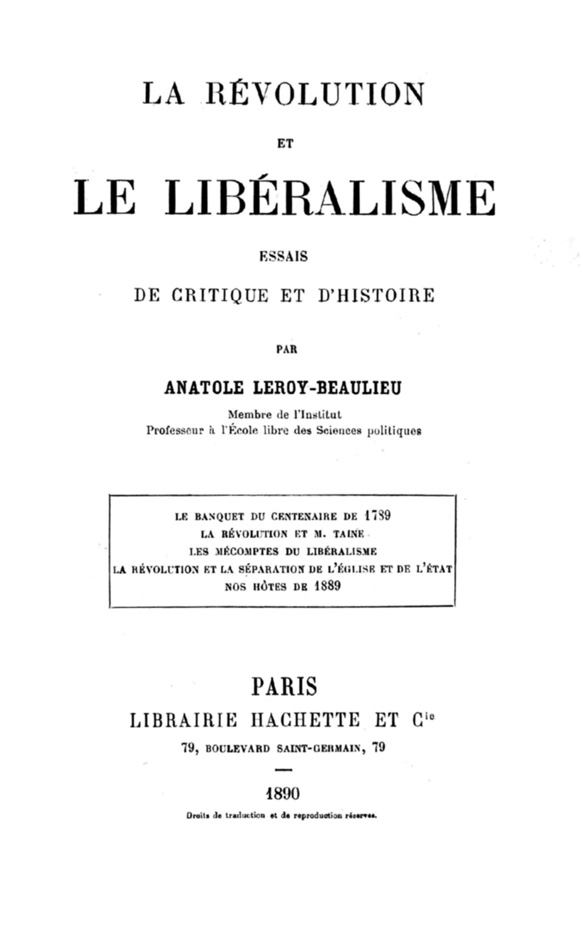 LA RÉVOLUTION
ET
LE LIBÉRALISME
ESSAIS
DE CRITIQUE ET D'HISTOIRE
PAR
ANATOLE LEROY-BEAULIEU
Membre de l'Institut
Professeur à l'École libre des Sciences politiques
LE BANQUET DU CENTENAIRE DE 1789
LA RÉVOLUTION ET M. TAINE
LES MÉCOMPTES DU LIBÉRALISME
LA RÉVOLUTION ET LA SÉPARATION DE L'ÉGLISE ET DE L'ÉTAT
NOS HÔTES DE 1889
PARIS
LIBRAIRIE HACHETTE ET Cie
79, BOULEVARD SAINT-GERMAIN, 79
1890
Droits de traduction et de reproduction réservés.